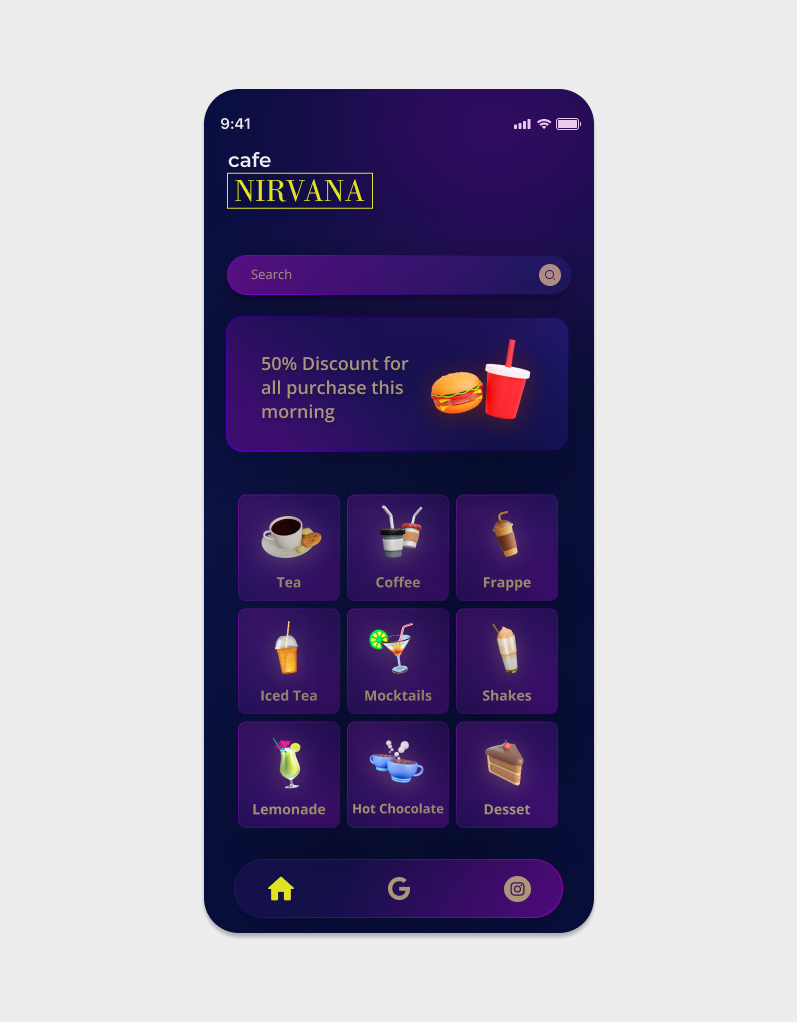 9:41
cafe
NIRVANA
Search
50% Discount for
all purchase this
morning
Tea
Coffee
Frappe
Iced Tea
Mocktails
Shakes
Lemonade
Hot Chocolate
Desset
G